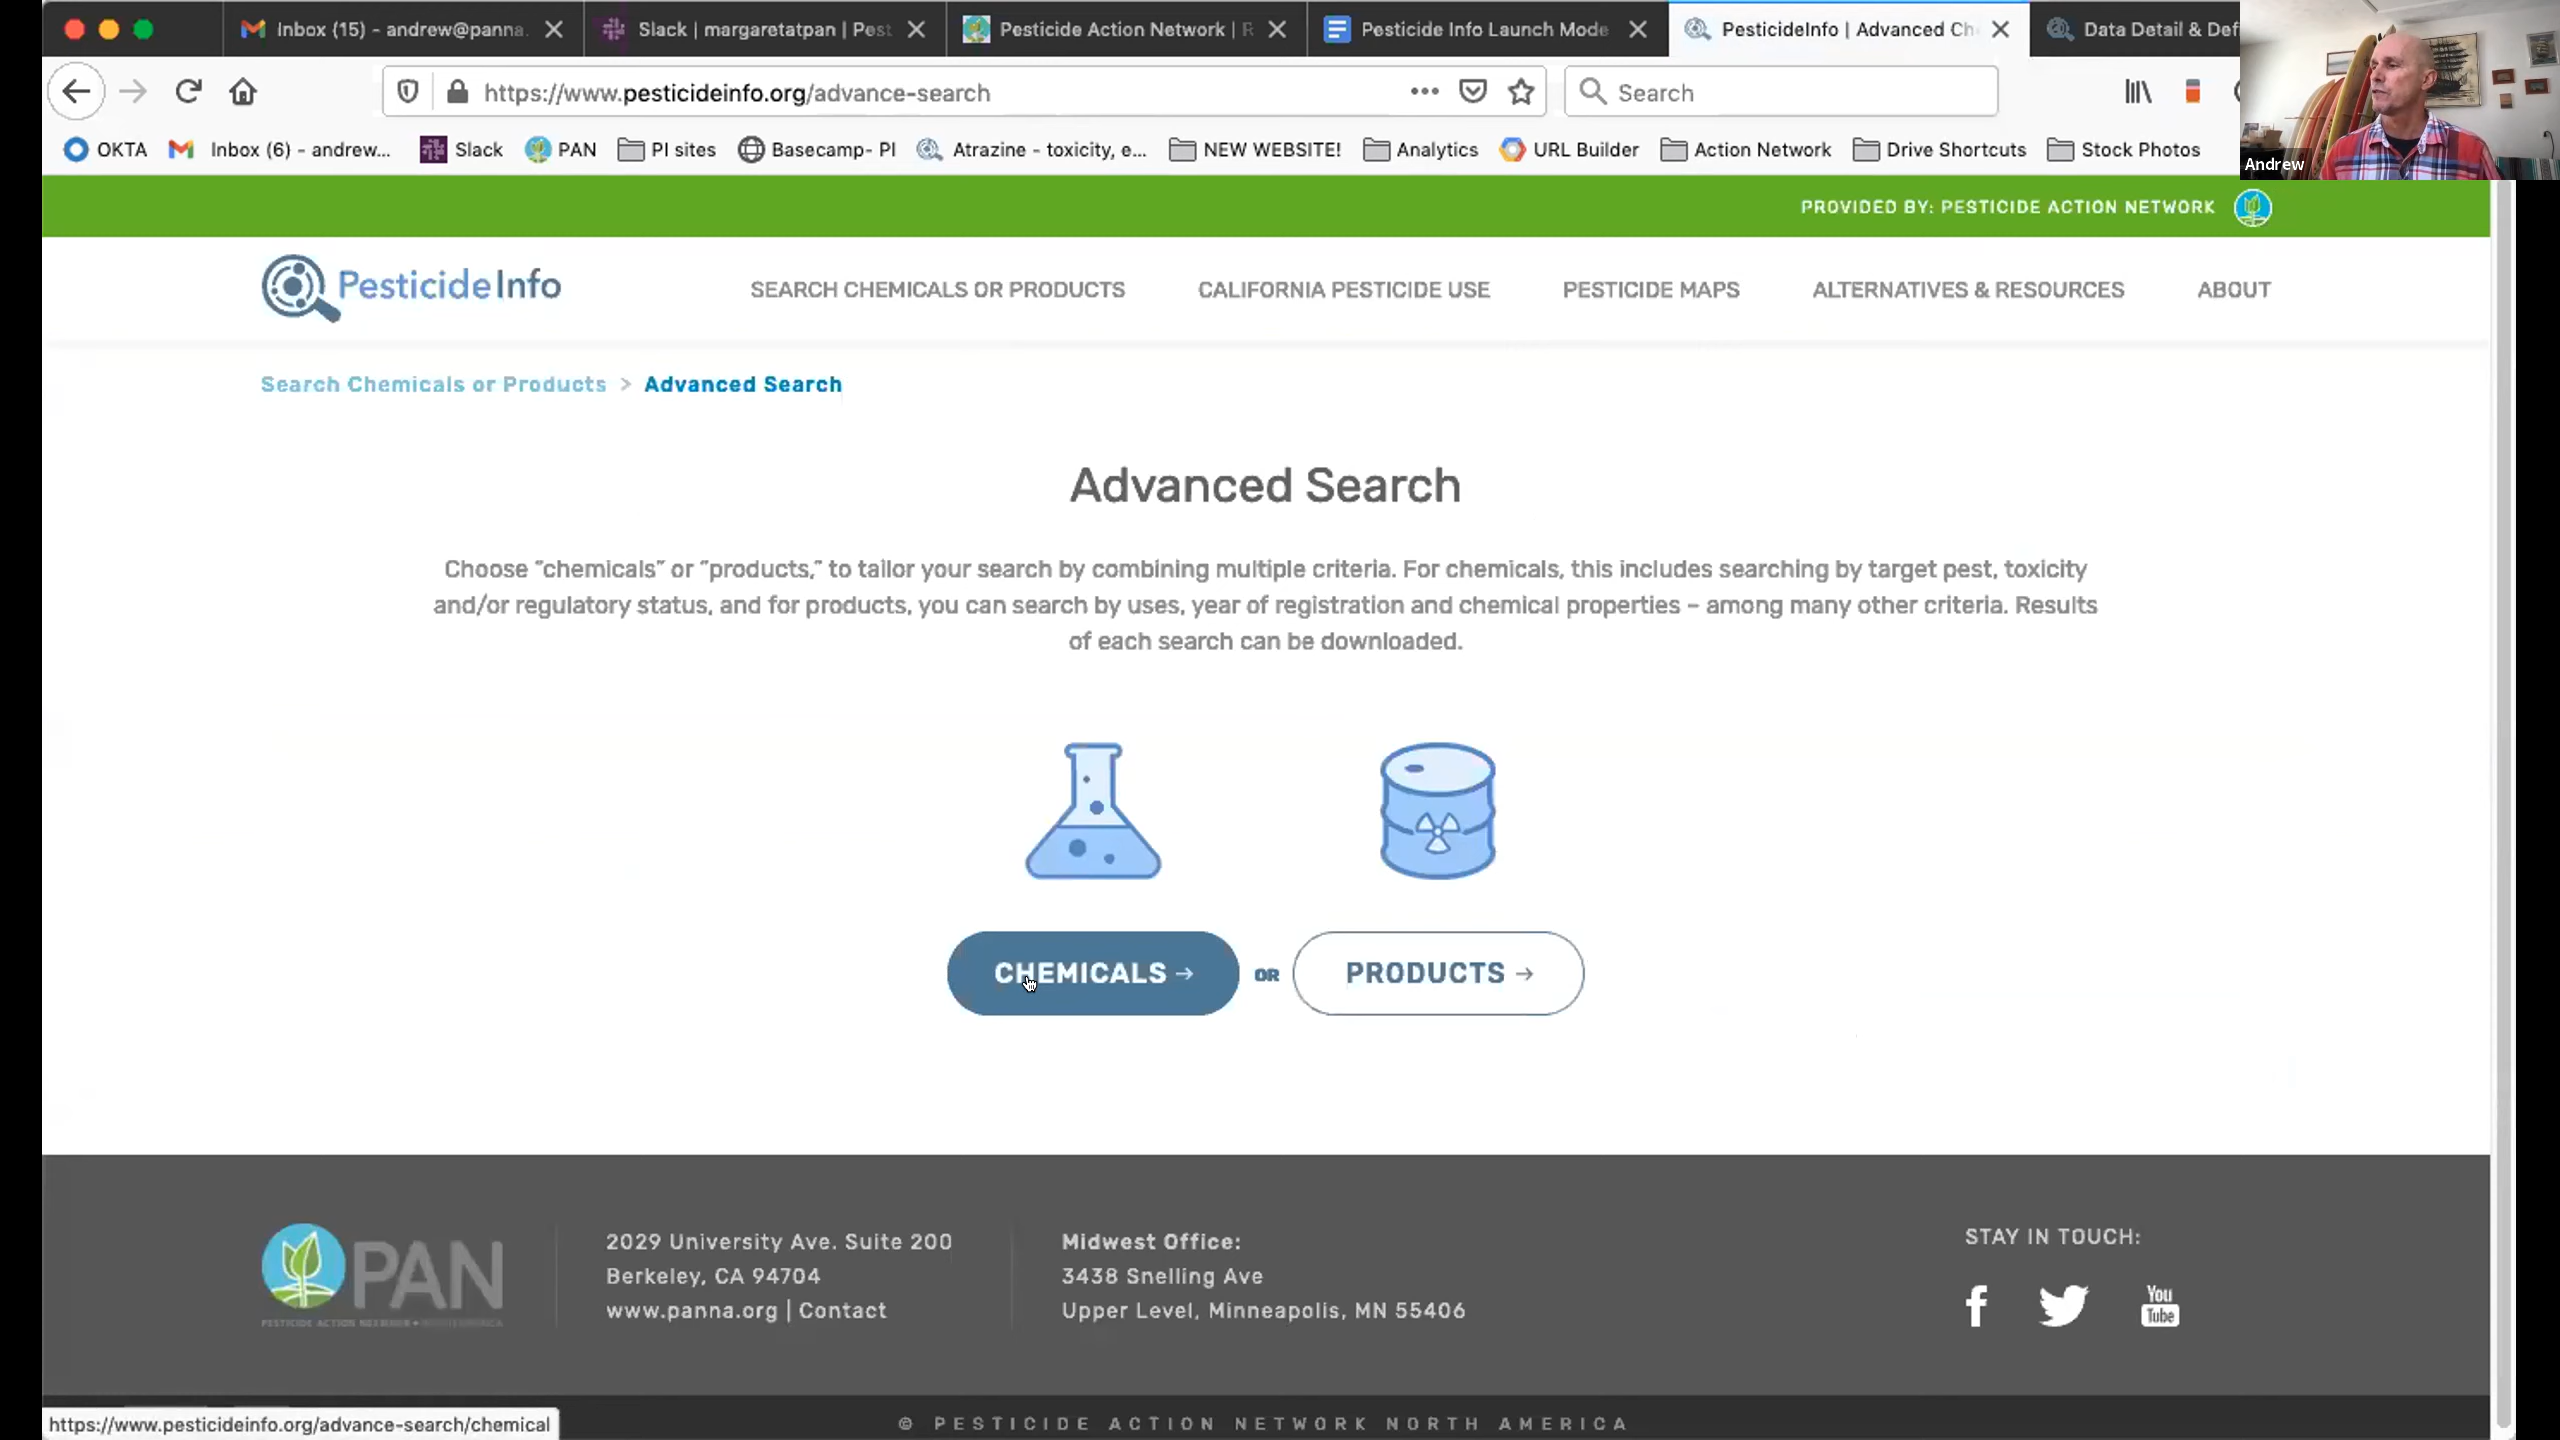 Inbox (15) - andrew@panna.
Slack | margaretatpan | Pest
Pesticide Action Network | R
Pesticide Info Launch Mode
PesticideInfo | Advanced Ch
Data Detail & Def
https://www.pesticideinfo.org/advance-search
Search
OKTA
Inbox (6) - andrew...
Slack
PAN
PI sites
Basecamp- PI
Atrazine - toxicity, e...
NEW WEBSITE!
Analytics
URL Builder
Action Network
Drive Shortcuts
Stock Photos
Andrew
PROVIDED BY: PESTICIDE ACTION NETWORK
PesticideInfo
SEARCH CHEMICALS OR PRODUCTS
CALIFORNIA PESTICIDE USE
PESTICIDE MAPS
ALTERNATIVES & RESOURCES
ABOUT
Search Chemicals or Products > Advanced Search
Advanced Search
Choose “chemicals” or “products,” to tailor your search by combining multiple criteria. For chemicals, this includes searching by target pest, toxicity
and/or regulatory status, and for products, you can search by uses, year of registration and chemical properties – among many other criteria. Results
of each search can be downloaded.
CHEMICALS →
OR
PRODUCTS →
PAN
PESTICIDE ACTION NETWORK
2029 University Ave. Suite 200
Berkeley, CA 94704
www.panna.org | Contact
Midwest Office:
3438 Snelling Ave
Upper Level, Minneapolis, MN 55406
STAY IN TOUCH:
You
Tube
https://www.pesticideinfo.org/advance-search/chemical
© PESTICIDE ACTION NETWORK NORTH AMERICA